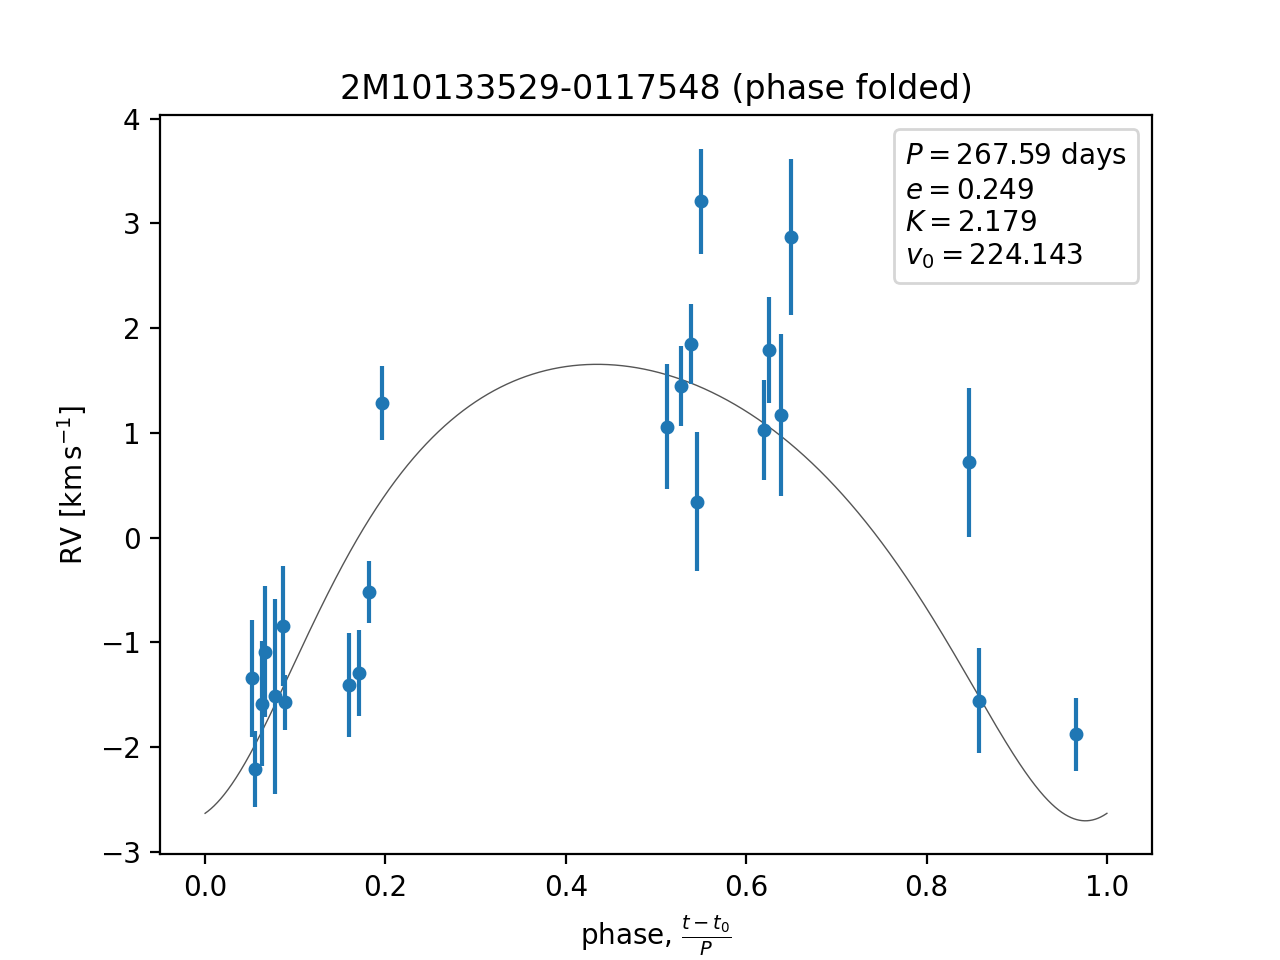 2M10133529-0117548 (phase folded)
P = 267.59 days
e = 0.249
K = 2.179
v₀ = 224.143
4
3
2
1
0
−1
−2
−3
RV [km s⁻¹]
0.0 0.2 0.4 0.6 0.8 1.0
phase, (t − t₀)/P